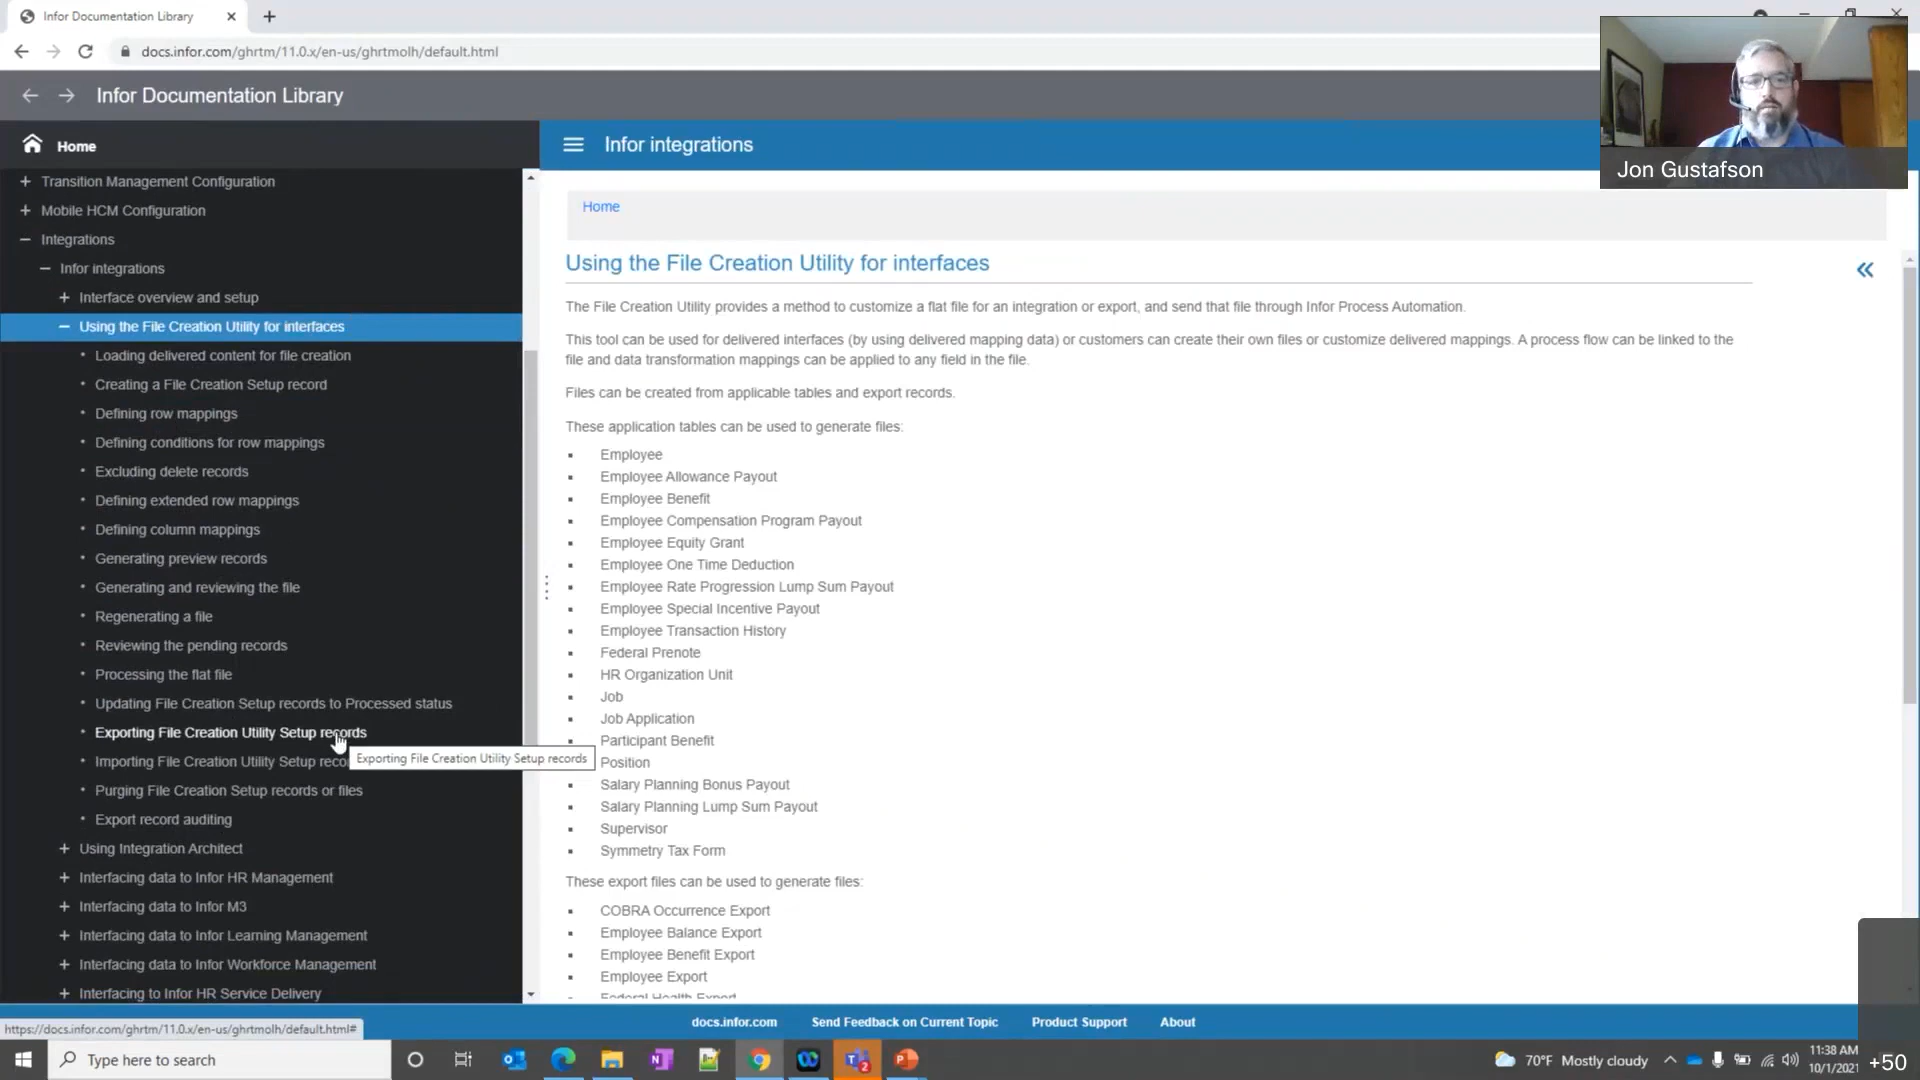 Infor Documentation Library
docs.infor.com/ghrtm/11.0.x/en-us/ghrtmolh/default.html
Infor Documentation Library
Jon Gustafson
Home
Transition Management Configuration
Mobile HCM Configuration
Integrations
Infor integrations
Interface overview and setup
Using the File Creation Utility for interfaces
Loading delivered content for file creation
Creating a File Creation Setup record
Defining row mappings
Defining conditions for row mappings
Excluding delete records
Defining extended row mappings
Defining column mappings
Generating preview records
Generating and reviewing the file
Regenerating a file
Reviewing the pending records
Processing the flat file
Updating File Creation Setup records to Processed status
Exporting File Creation Utility Setup records
Exporting File Creation Utility Setup records
Importing File Creation Utility Setup reco
Purging File Creation Setup records or files
Export record auditing
Using Integration Architect
Interfacing data to Infor HR Management
Interfacing data to Infor M3
Interfacing data to Infor Learning Management
Interfacing data to Infor Workforce Management
Interfacing to Infor HR Service Delivery
Infor integrations
Home
Using the File Creation Utility for interfaces
The File Creation Utility provides a method to customize a flat file for an integration or export, and send that file through Infor Process Automation.
This tool can be used for delivered interfaces (by using delivered mapping data) or customers can create their own files or customize delivered mappings. A process flow can be linked to the
file and data transformation mappings can be applied to any field in the file.
Files can be created from applicable tables and export records.
These application tables can be used to generate files:
Employee
Employee Allowance Payout
Employee Benefit
Employee Compensation Program Payout
Employee Equity Grant
Employee One Time Deduction
Employee Rate Progression Lump Sum Payout
Employee Special Incentive Payout
Employee Transaction History
Federal Prenote
HR Organization Unit
Job
Job Application
Participant Benefit
Position
Salary Planning Bonus Payout
Salary Planning Lump Sum Payout
Supervisor
Symmetry Tax Form
These export files can be used to generate files:
COBRA Occurrence Export
Employee Balance Export
Employee Benefit Export
Employee Export
Federal Health Export
https://docs.infor.com/ghrtm/11.0.x/en-us/ghrtmolh/default.html#
docs.infor.com
Send Feedback on Current Topic
Product Support
About
Type here to search
70°F Mostly cloudy
11:38 AM
10/1/2021
+50